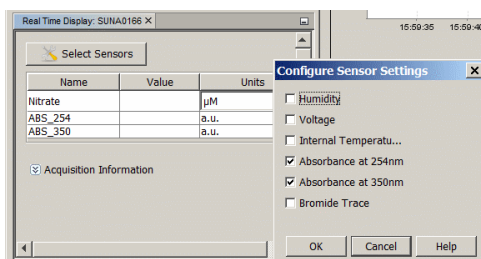 Real Time Display: SUNA0166
15:59:35 15:59:40
Select Sensors
Name Value Units
Nitrate µM
ABS_254 a.u.
ABS_350 a.u.
Acquisition Information
Configure Sensor Settings
Humidity
Voltage
Internal Temperatu...
Absorbance at 254nm
Absorbance at 350nm
Bromide Trace
OK Cancel Help